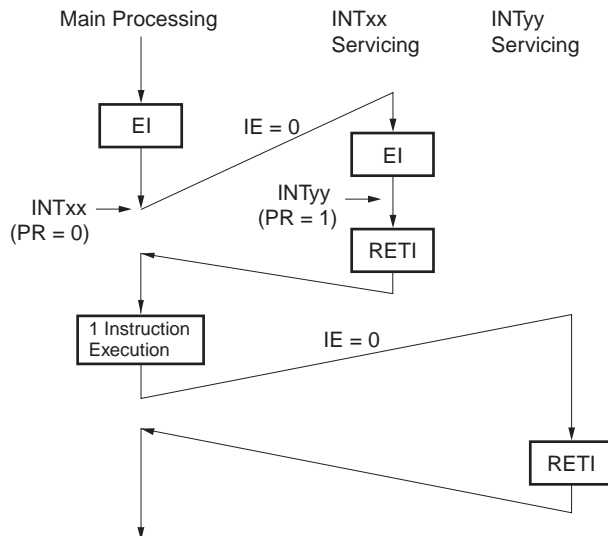 Main Processing
INTxx
Servicing
INTyy
Servicing
EI
IE = 0
EI
INTxx
(PR = 0)
INTyy
(PR = 1)
RETI
1 Instruction
Execution
IE = 0
RETI